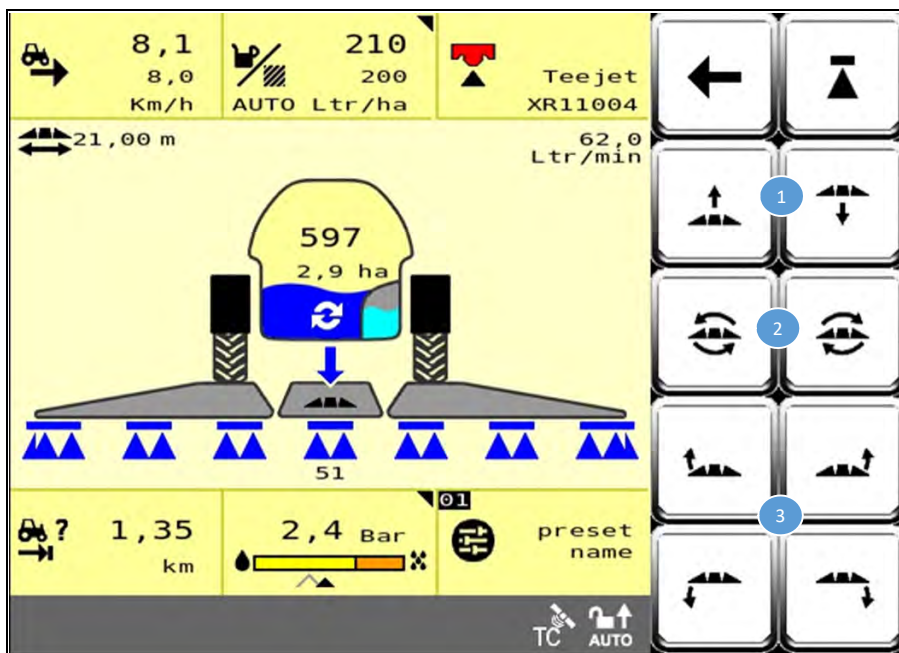 8,1
8,0
Km/h
210
200
AUTO Ltr/ha
Teejet
XR11004
21,00 m
62,0
Ltr/min
597
2,9 ha
51
?
1,35
km
2,4 Bar
01
preset
name
TC
AUTO
1
2
3